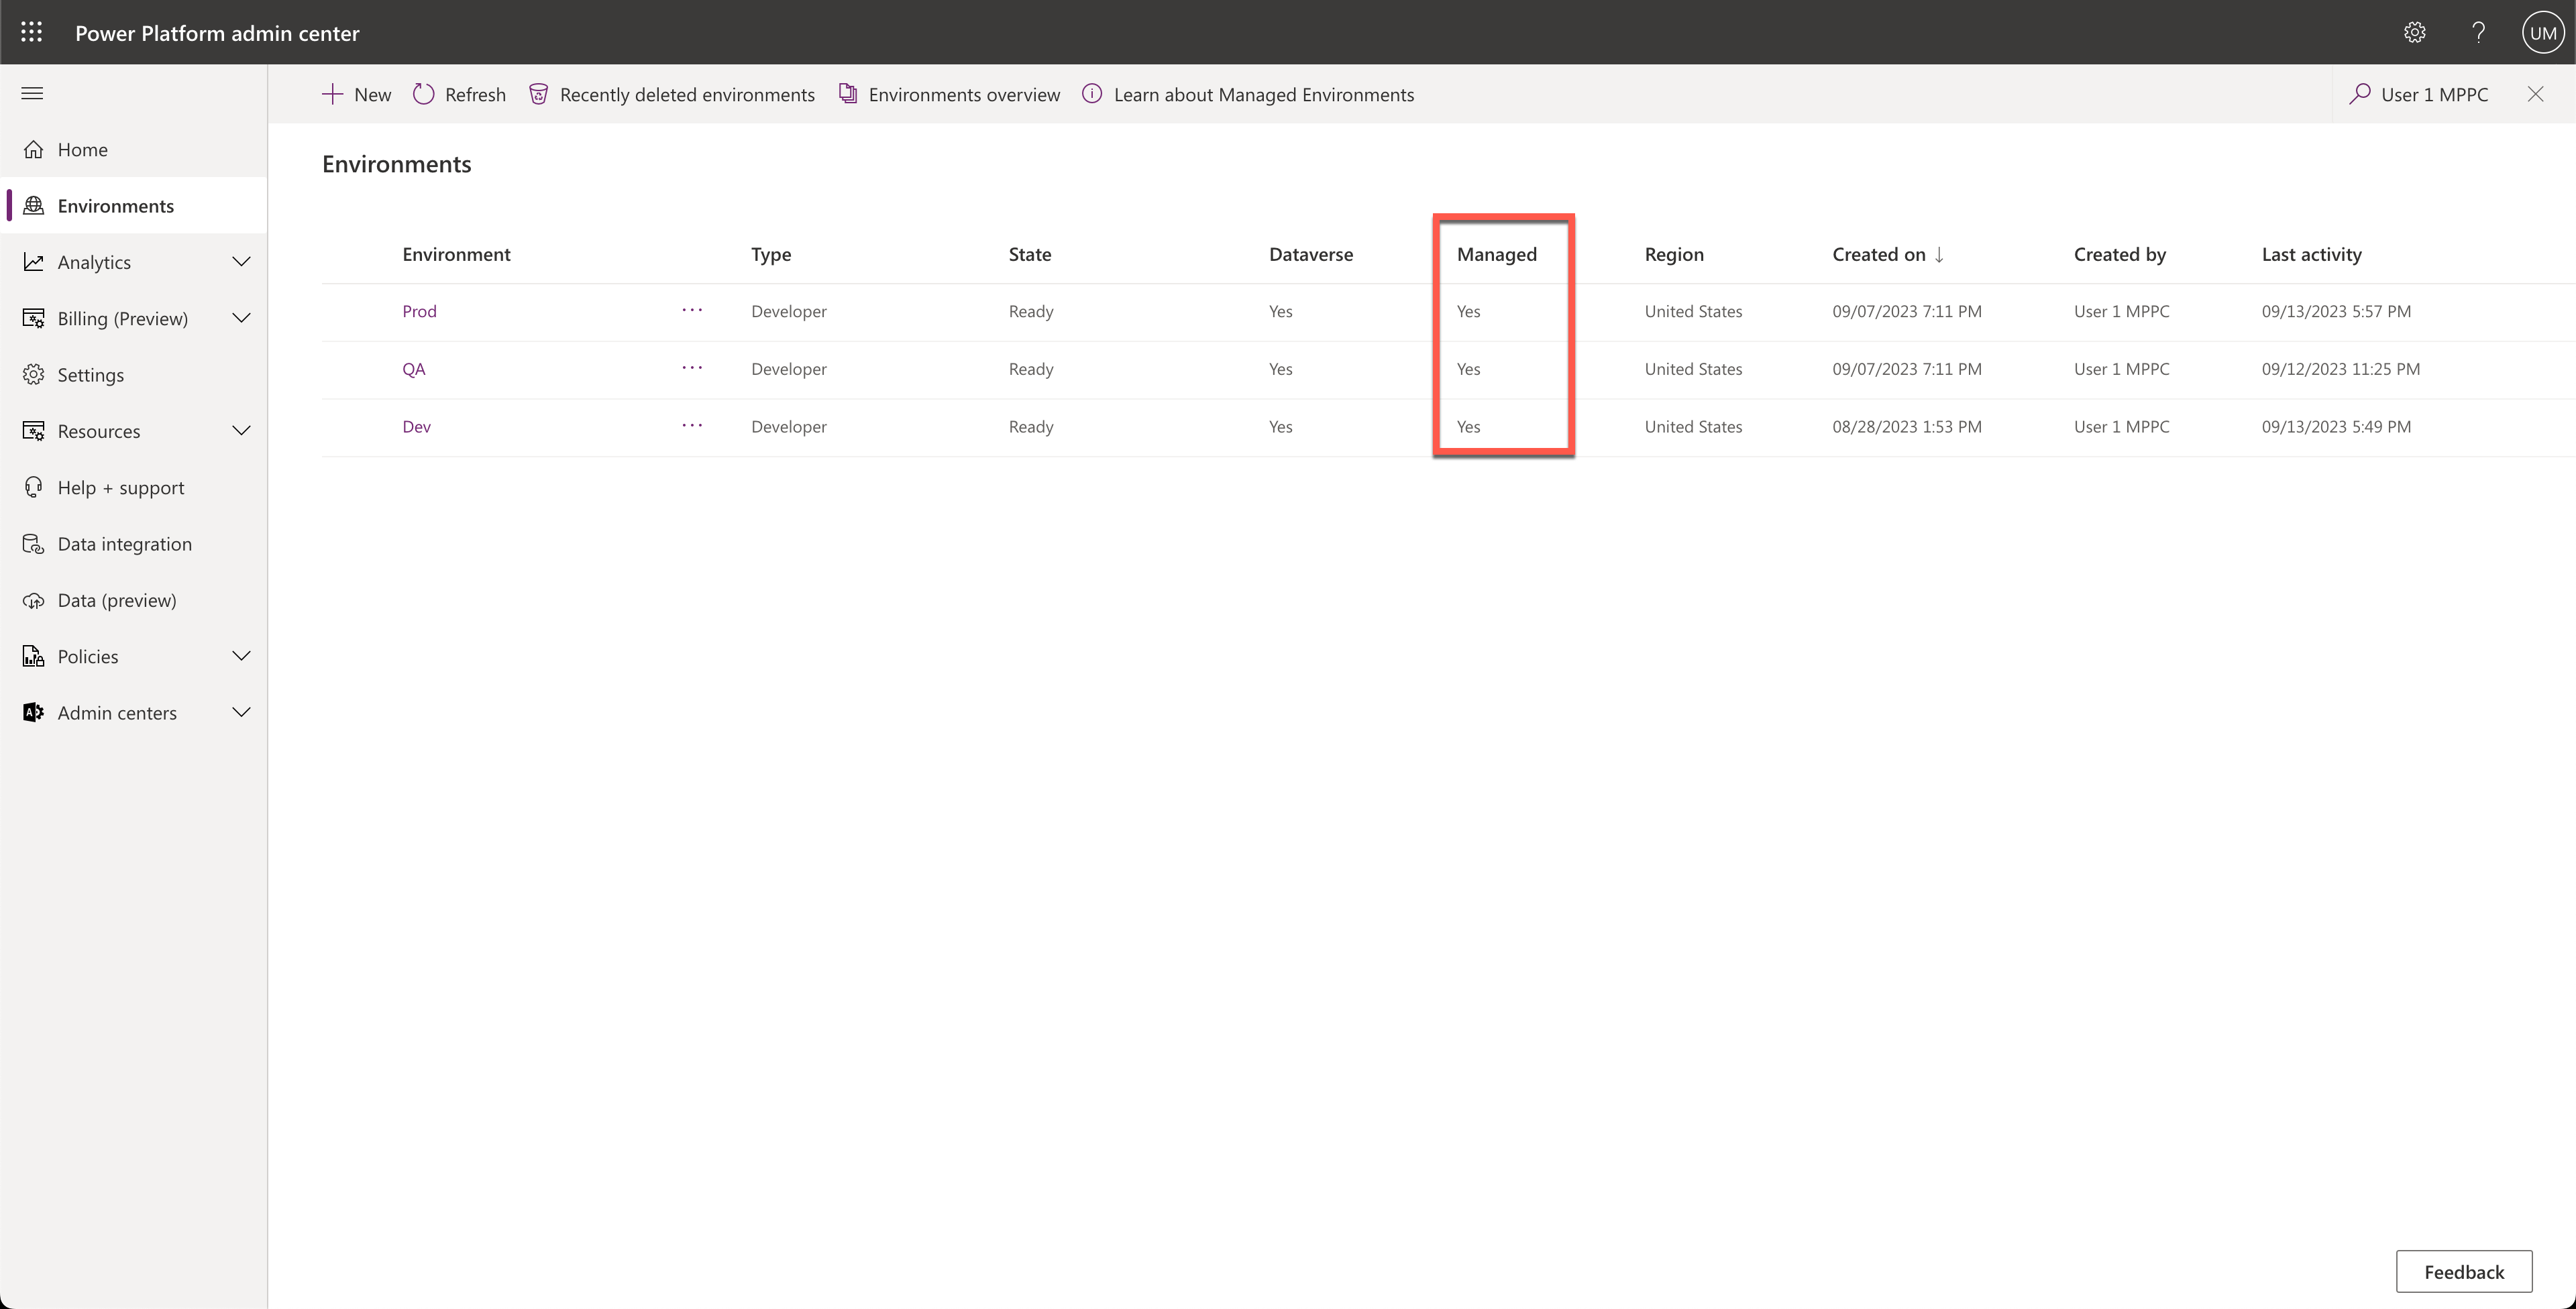 Power Platform admin center
UM
New
Refresh
Recently deleted environments
Environments overview
Learn about Managed Environments
User 1 MPPC
Home
Environments
Analytics
Billing (Preview)
Settings
Resources
Help + support
Data integration
Data (preview)
Policies
Admin centers
Environments
Environment Type State Dataverse Managed Region Created on ↓ Created by Last activity
Prod ... Developer Ready Yes Yes United States 09/07/2023 7:11 PM User 1 MPPC 09/13/2023 5:57 PM
QA ... Developer Ready Yes Yes United States 09/07/2023 7:11 PM User 1 MPPC 09/12/2023 11:25 PM
Dev ... Developer Ready Yes Yes United States 08/28/2023 1:53 PM User 1 MPPC 09/13/2023 5:49 PM
Feedback